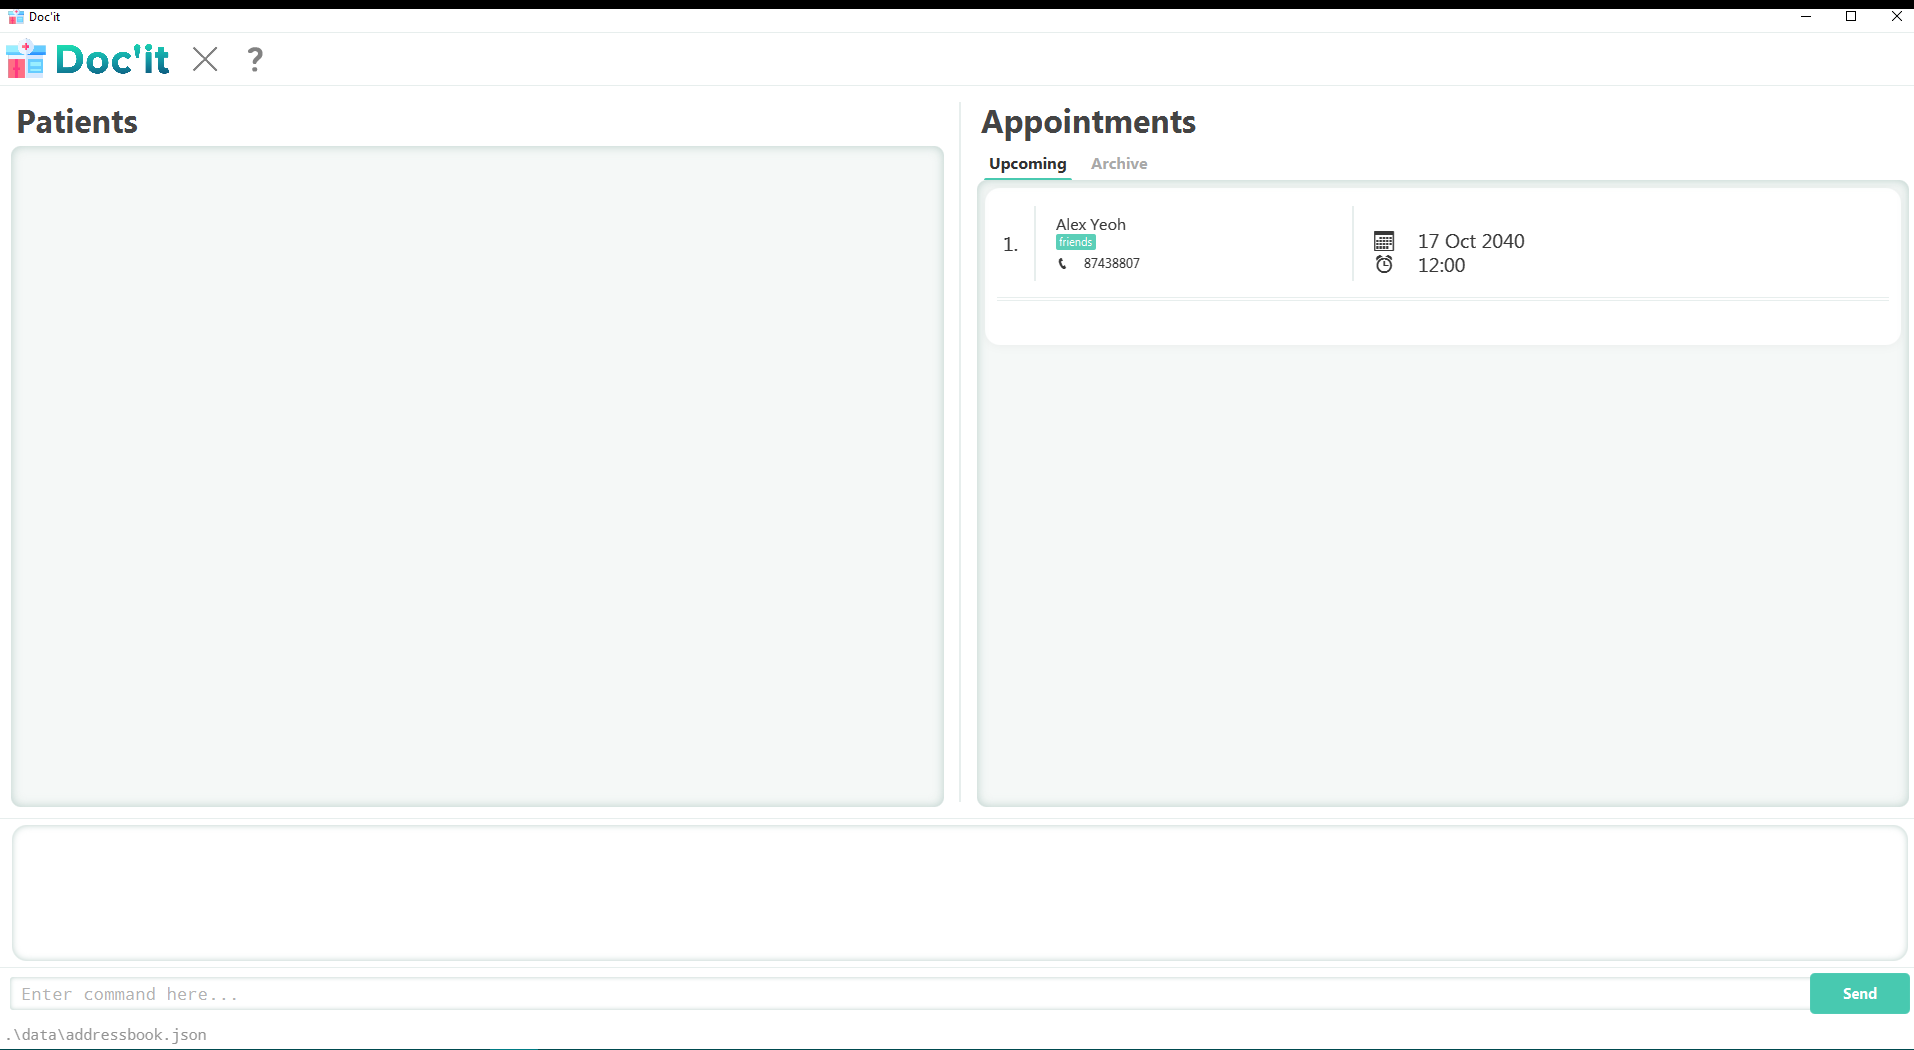 Doc'it
Doc'it
?
Patients
Appointments
Upcoming Archive
1.
Alex Yeoh
friends
87438807
17 Oct 2040
12:00
Enter command here...
Send
.\data\addressbook.json